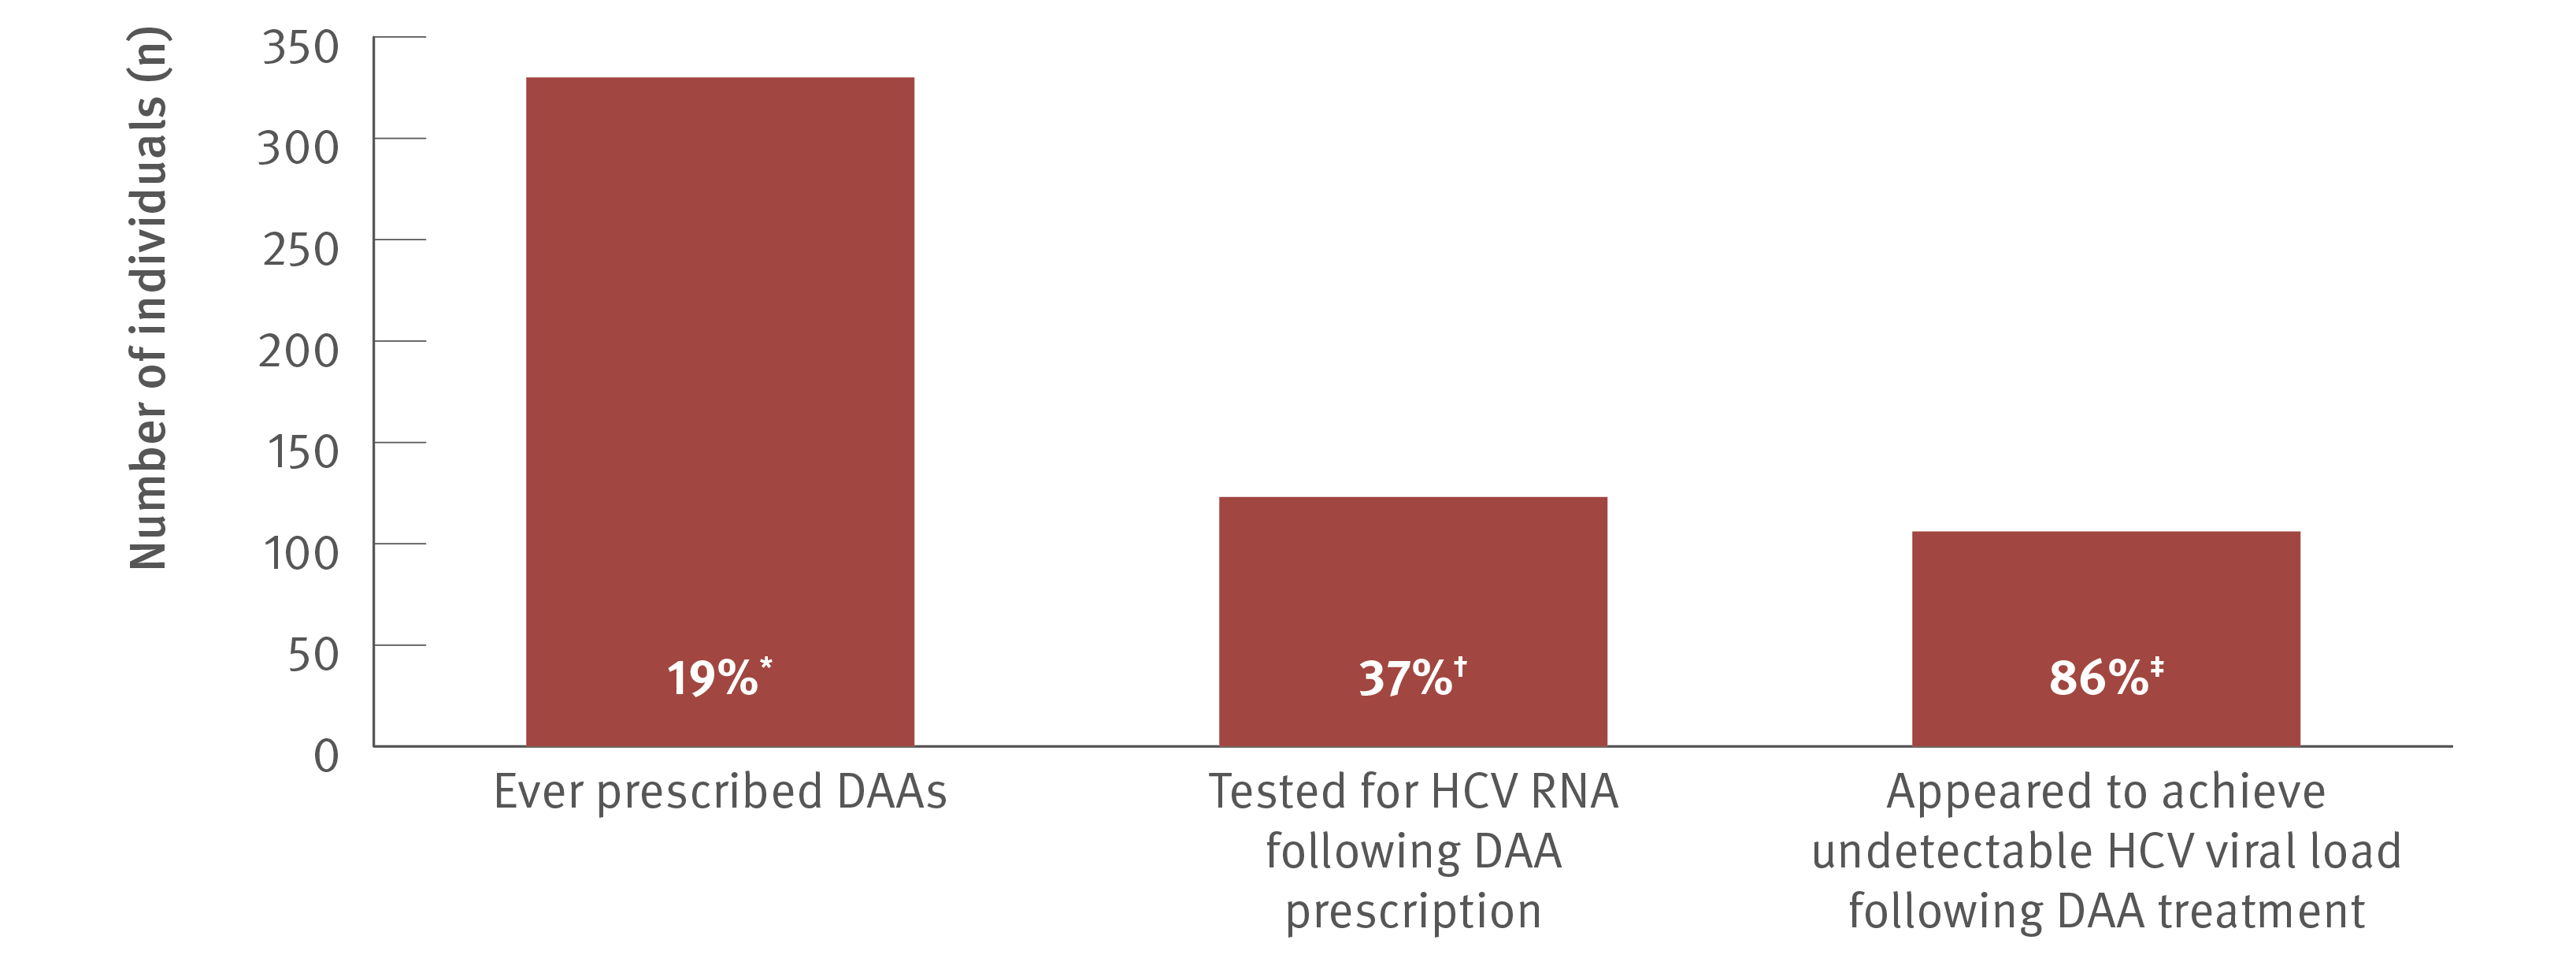 Number of individuals (n)
350
300
250
200
150
100
50
0
19%*
37%†
86%‡
Ever prescribed DAAs
Tested for HCV RNA
following DAA
prescription
Appeared to achieve
undetectable HCV viral load
following DAA treatment